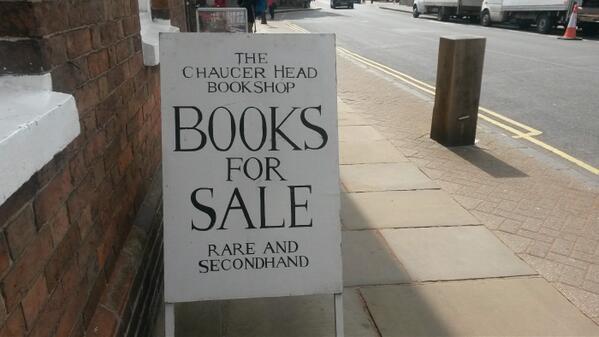 THE
CHAUCER HEAD
BOOKSHOP
BOOKS
FOR
SALE
RARE AND
SECONDHAND